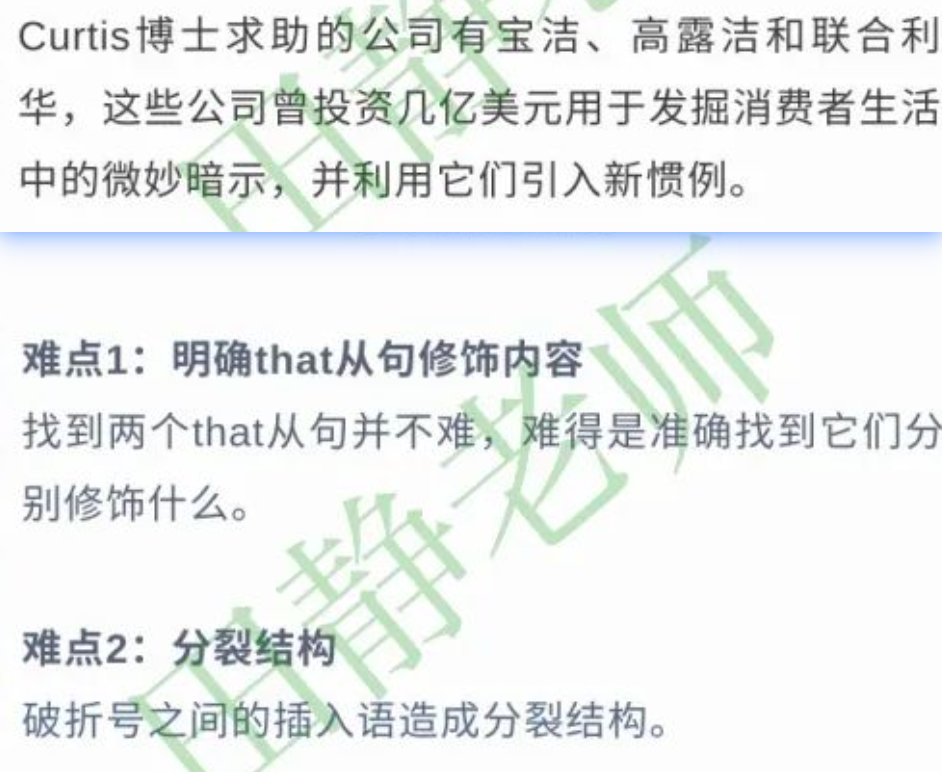 Curtis博士求助的公司有宝洁、高露洁和联合利
华，这些公司曾投资几亿美元用于发掘消费者生活
中的微妙暗示，并利用它们引入新惯例。
难点1：明确that从句修饰内容
找到两个that从句并不难，难得是准确找到它们分
别修饰什么。
难点2：分裂结构
破折号之间的插入语造成分裂结构。
田静老师
田静老师